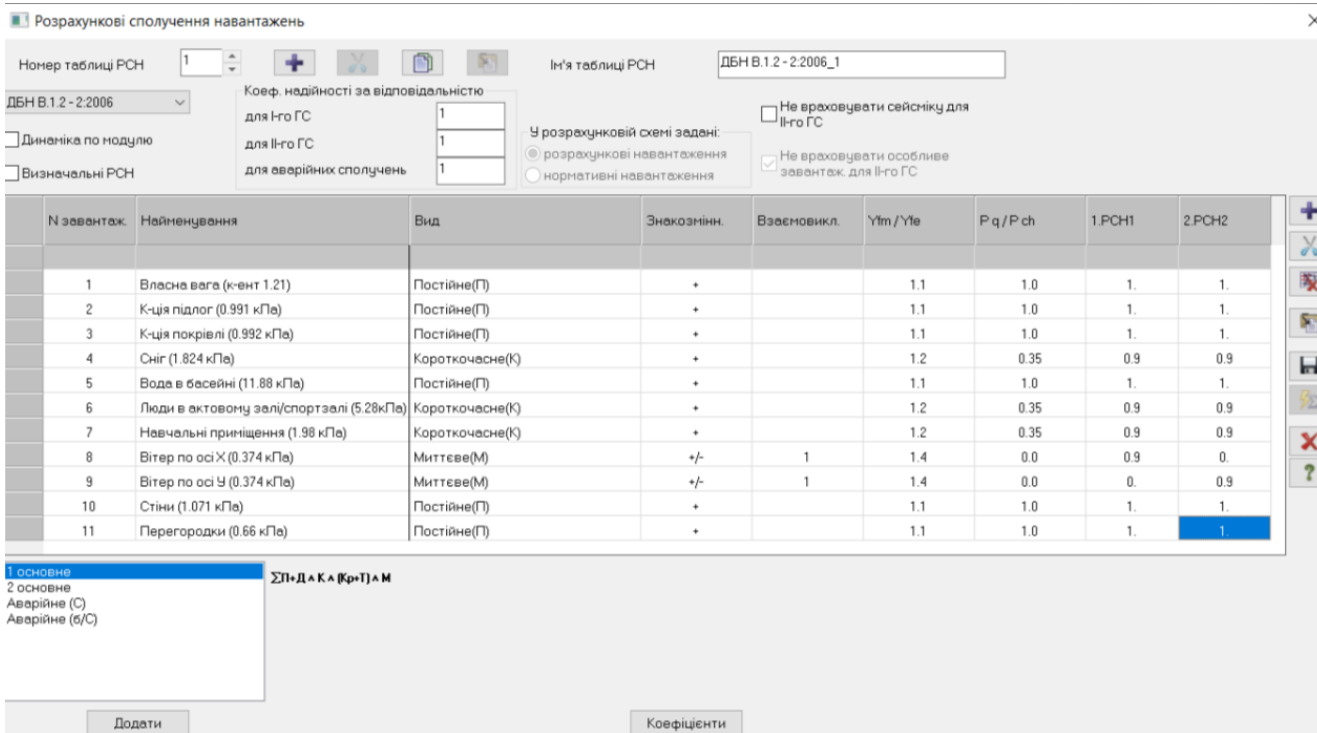 Розрахункові сполучення навантажень
Номер таблиці РСН 1 Ім'я таблиці РСН ДБН В.1.2 - 2:2006_1
ДБН В.1.2 - 2:2006
Динаміка по модулю
Визначальні РСН
Коеф. надійності за відповідальністю
для І-го ГС 1
для ІІ-го ГС 1
для аварійних сполучень 1
У розрахунковій схемі задані:
розрахункові навантаження
нормативні навантаження
Не враховувати сейсміку для
ІІ-го ГС
Не враховувати особливе
завантаж. для ІІ-го ГС
N завантаж. Найменування Вид Знакозмінн. Взаємовикл. Yfm / Yfe P q / P ch 1.РСН1 2.РСН2
1 Власна вага (к-ент 1.21) Постійне(П) + 1.1 1.0 1. 1.
2 К-ція підлог (0.991 кПа) Постійне(П) + 1.1 1.0 1. 1.
3 К-ція покрівлі (0.992 кПа) Постійне(П) + 1.1 1.0 1. 1.
4 Сніг (1.824 кПа) Короткочасне(К) + 1.2 0.35 0.9 0.9
5 Вода в басейні (11.88 кПа) Постійне(П) + 1.1 1.0 1. 1.
6 Люди в актовому залі/спортзалі (5.28кПа) Короткочасне(К) + 1.2 0.35 0.9 0.9
7 Навчальні приміщення (1.98 кПа) Короткочасне(К) + 1.2 0.35 0.9 0.9
8 Вітер по осі Х (0.374 кПа) Миттєве(М) +/- 1 1.4 0.0 0.9 0.
9 Вітер по осі У (0.374 кПа) Миттєве(М) +/- 1 1.4 0.0 0. 0.9
10 Стіни (1.071 кПа) Постійне(П) + 1.1 1.0 1. 1.
11 Перегородки (0.66 кПа) Постійне(П) + 1.1 1.0 1. 1.
1 основне
2 основне
Аварійне (С)
Аварійне (б/С)
∑П+Д∧К∧(Кр+Т)∧М
Додати Коефіцієнти